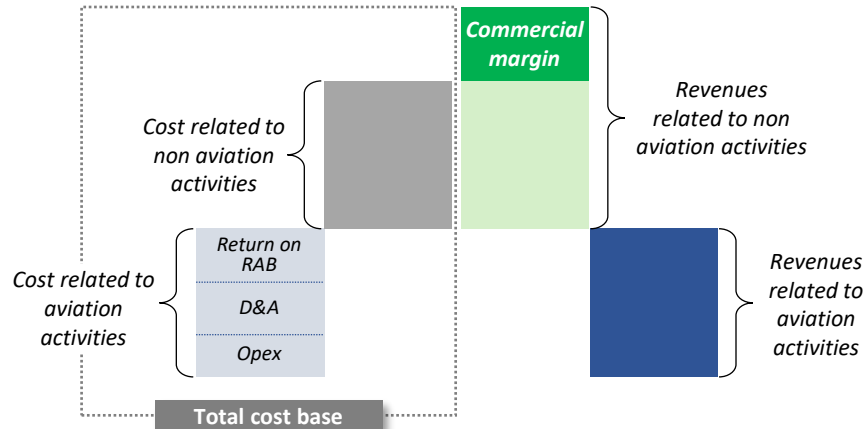 Commercial
margin
Revenues
related to non
aviation activities
Cost related to
non aviation
activities
Return on
RAB
D&A
Opex
Cost related to
aviation
activities
Revenues
related to
aviation
activities
Total cost base